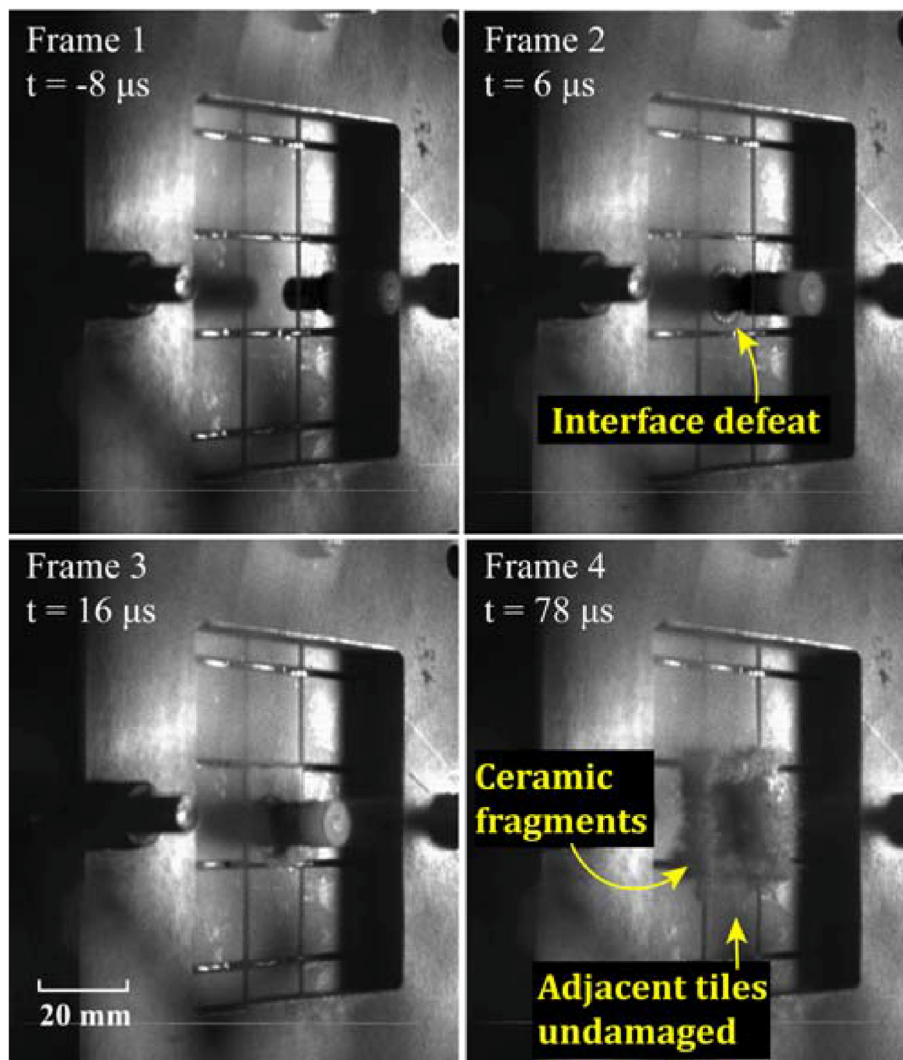 Frame 1
t = -8 μs
Frame 2
t = 6 μs
Interface defeat
Frame 3
t = 16 μs
20 mm
Frame 4
t = 78 μs
Ceramic
fragments
Adjacent tiles
undamaged